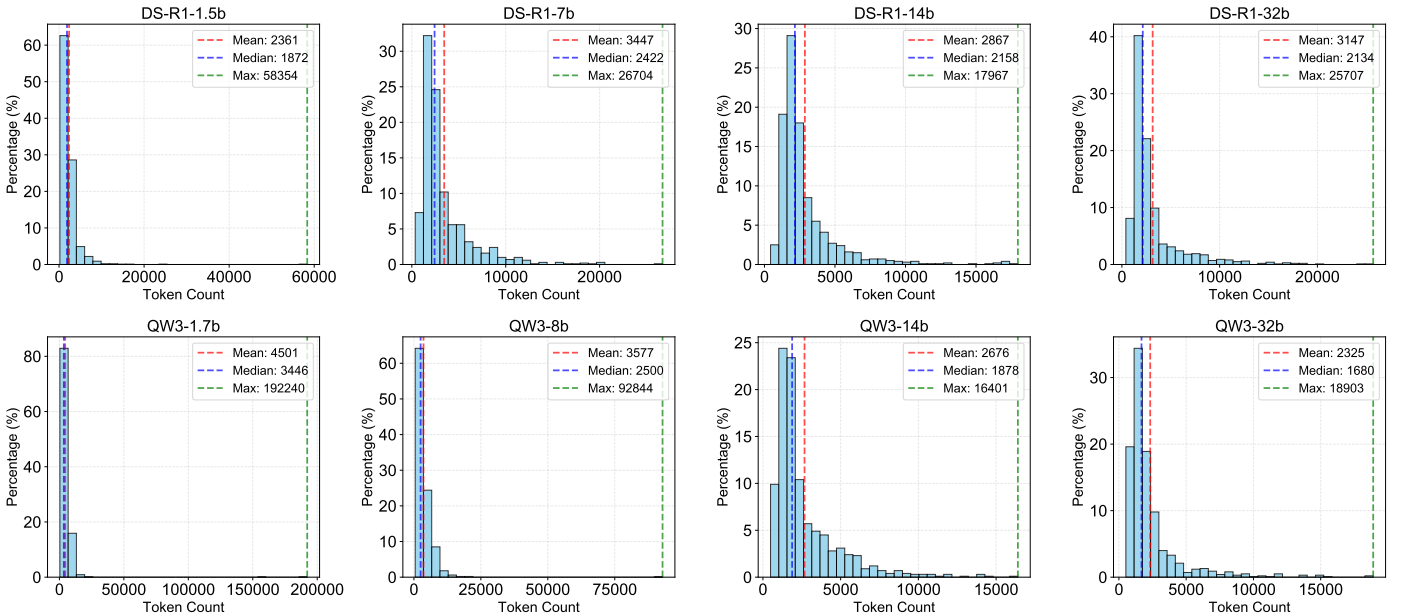 DS-R1-1.5b
Percentage (%)
60
50
40
30
20
10
0
0 20000 40000 60000
Token Count
Mean: 2361
Median: 1872
Max: 58354
DS-R1-7b
Percentage (%)
30
25
20
15
10
5
0
0 10000 20000
Token Count
Mean: 3447
Median: 2422
Max: 26704
DS-R1-14b
Percentage (%)
30
25
20
15
10
5
0
0 5000 10000 15000
Token Count
Mean: 2867
Median: 2158
Max: 17967
DS-R1-32b
Percentage (%)
40
30
20
10
0
0 10000 20000
Token Count
Mean: 3147
Median: 2134
Max: 25707
QW3-1.7b
Percentage (%)
80
60
40
20
0
0 50000 100000 150000 200000
Token Count
Mean: 4501
Median: 3446
Max: 192240
QW3-8b
Percentage (%)
60
50
40
30
20
10
0
0 25000 50000 75000
Token Count
Mean: 3577
Median: 2500
Max: 92844
QW3-14b
Percentage (%)
25
20
15
10
5
0
0 5000 10000 15000
Token Count
Mean: 2676
Median: 1878
Max: 16401
QW3-32b
Percentage (%)
30
20
10
0
0 5000 10000 15000
Token Count
Mean: 2325
Median: 1680
Max: 18903